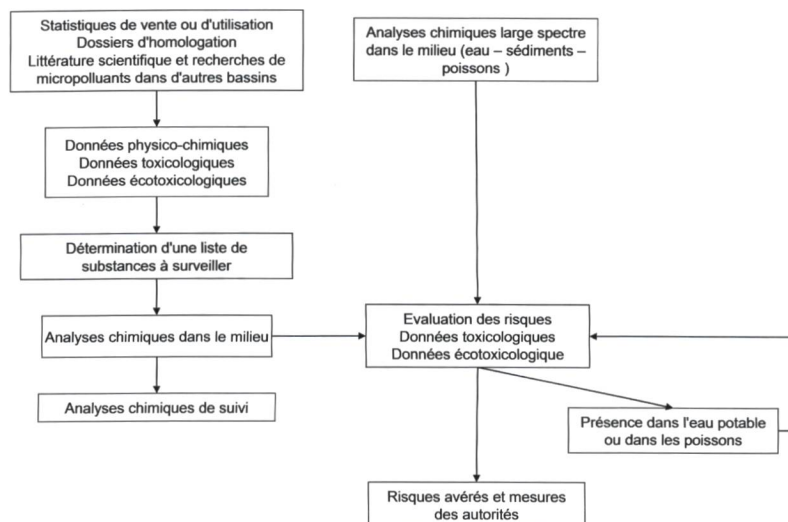 Statistiques de vente ou d'utilisation
Dossiers d'homologation
Littérature scientifique et recherches de
micropolluants dans d'autres bassins
Analyses chimiques large spectre
dans le milieu (eau – sédiments –
poissons )
Données physico-chimiques
Données toxicologiques
Données écotoxicologiques
Détermination d'une liste de
substances à surveiller
Analyses chimiques dans le milieu
Evaluation des risques
Données toxicologiques
Données écotoxicologique
Analyses chimiques de suivi
Présence dans l'eau potable
ou dans les poissons
Risques avérés et mesures
des autorités